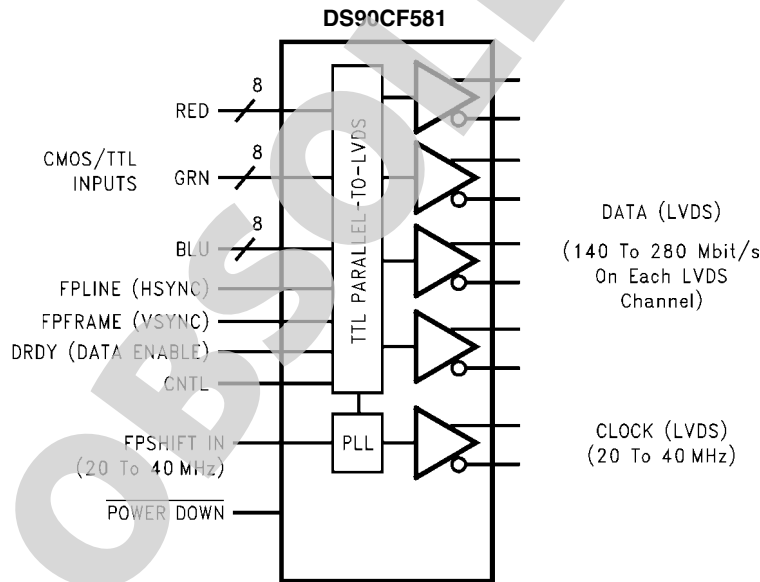 DS90CF581
8
RED
CMOS/TTL
INPUTS
8
GRN
8
BLU
FPLINE (HSYNC)
FPFRAME (VSYNC)
DRDY (DATA ENABLE)
CNTL
FPSHIFT IN
(20 To 40 MHz)
POWER DOWN
TTL PARALLEL-TO-LVDS
PLL
DATA (LVDS)
(140 To 280 Mbit/s
On Each LVDS
Channel)
CLOCK (LVDS)
(20 To 40 MHz)
OBSOLE